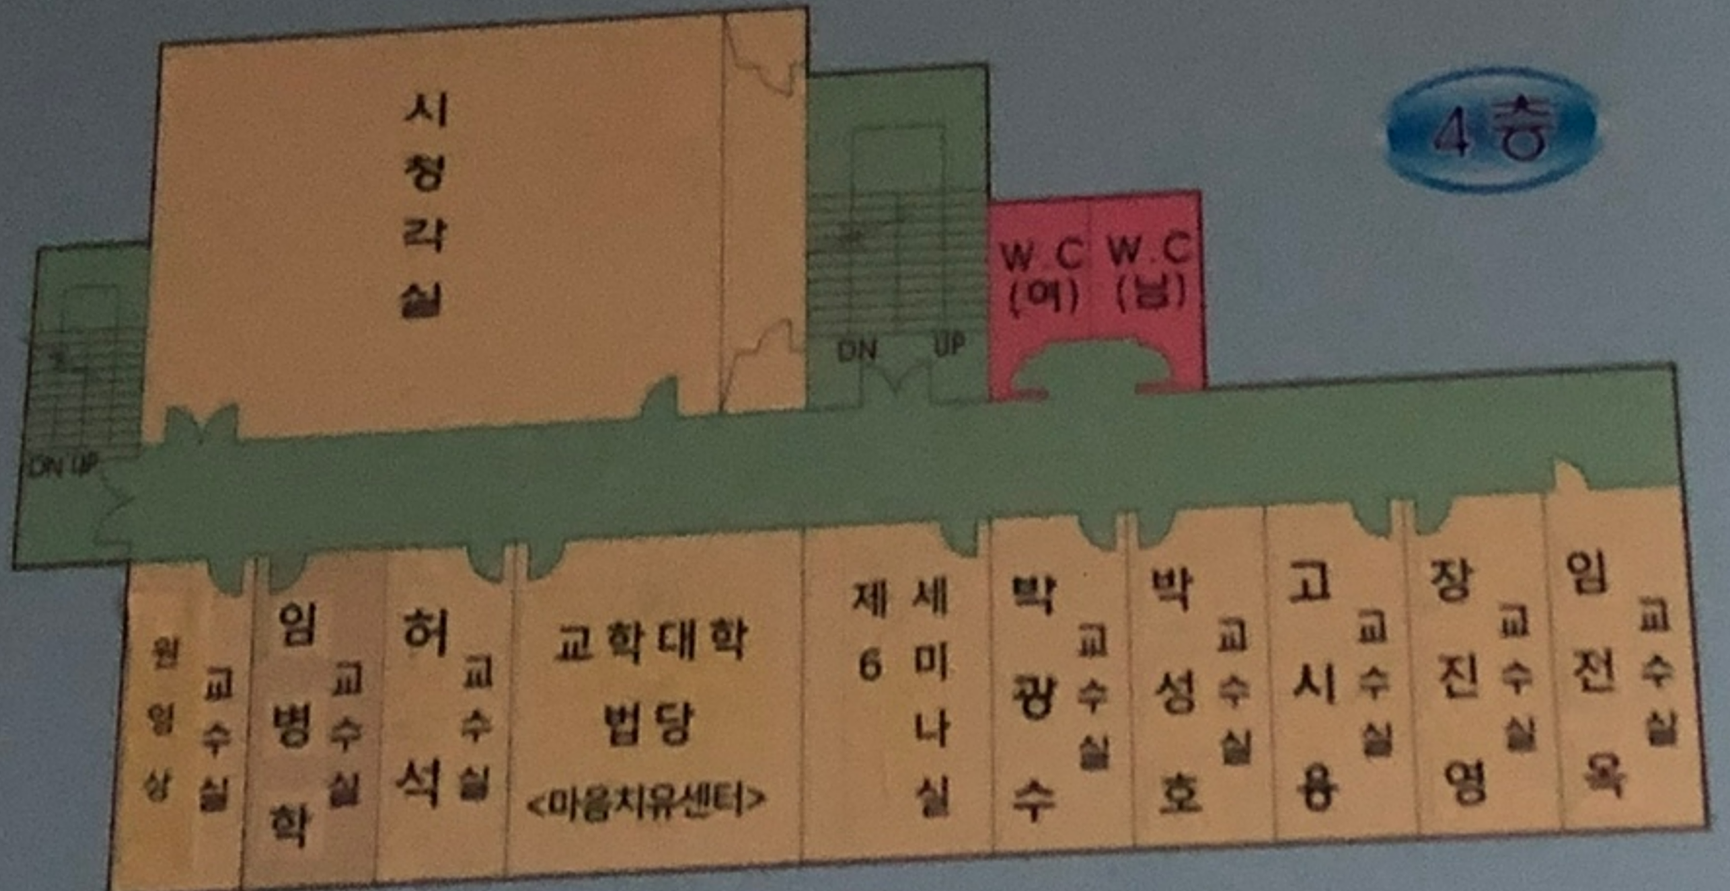 4층
시청각실
W.C
(여)
W.C
(남)
DN UP
DN UP
원영상 교수실
임병학 교수실
허석 교수실
교학대학
법당
<마음치유센터>
제6 세미나실
박광수 교수실
박성호 교수실
고시용 교수실
장진영 교수실
임전옥 교수실